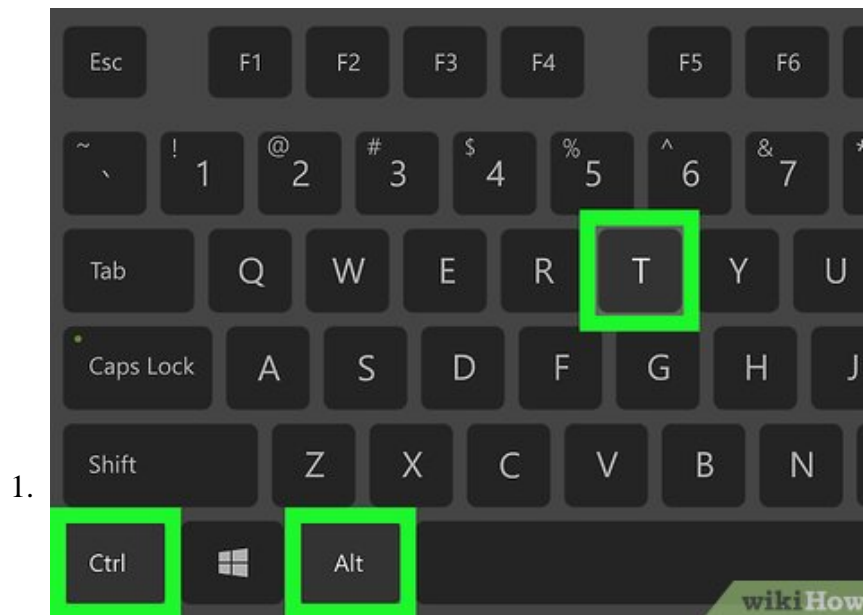 Esc F1 F2 F3 F4 F5 F6
~ ` ! 1 @ 2 # 3 $ 4 % 5 ^ 6 & 7 *
Tab Q W E R T Y U
Caps Lock A S D F G H J
Shift Z X C V B N
1.
Ctrl Alt
wikiHow